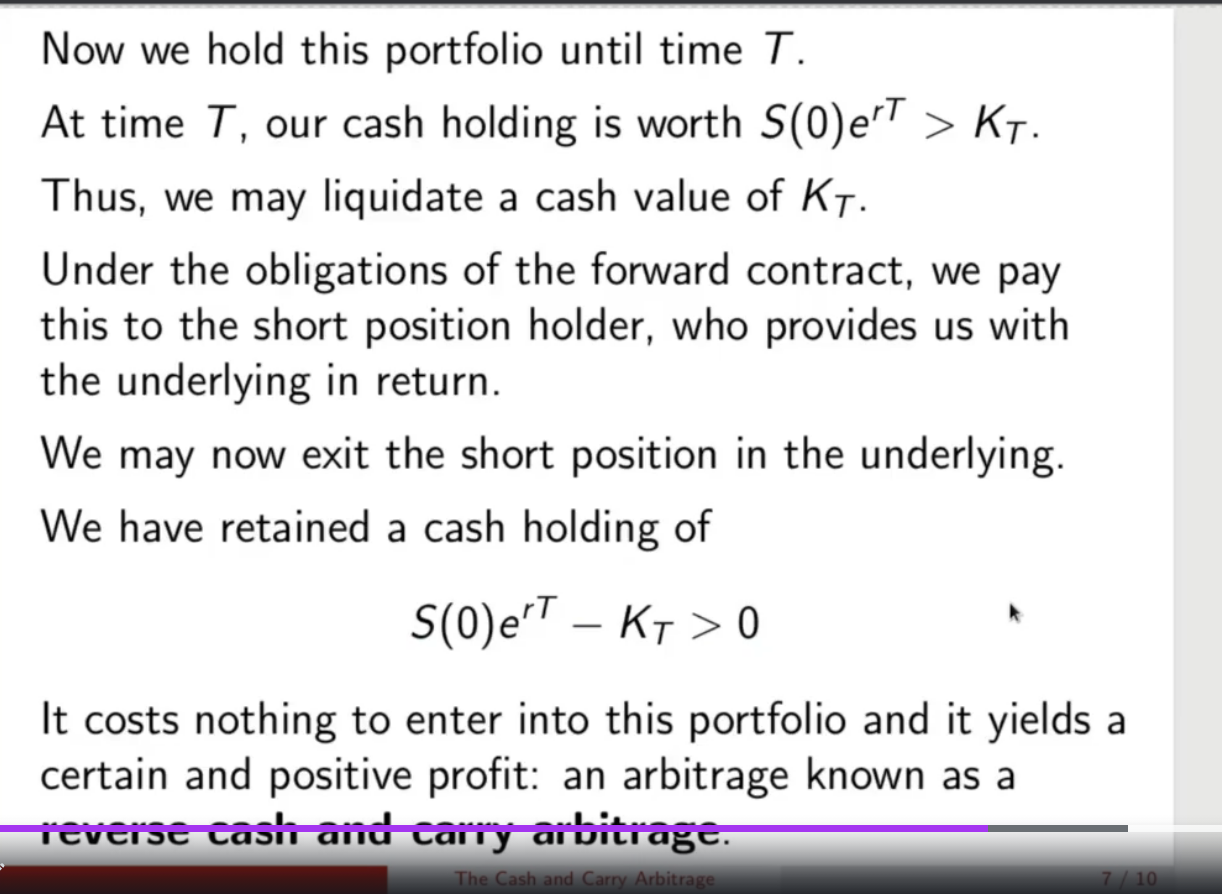 Now we hold this portfolio until time T.
At time T, our cash holding is worth S(0)e^{rT} > K_T.
Thus, we may liquidate a cash value of K_T.
Under the obligations of the forward contract, we pay
this to the short position holder, who provides us with
the underlying in return.
We may now exit the short position in the underlying.
We have retained a cash holding of
S(0)e^{rT} − K_T > 0
It costs nothing to enter into this portfolio and it yields a
certain and positive profit: an arbitrage known as a
reverse cash and carry arbitrage.
The Cash and Carry Arbitrage
7 / 10